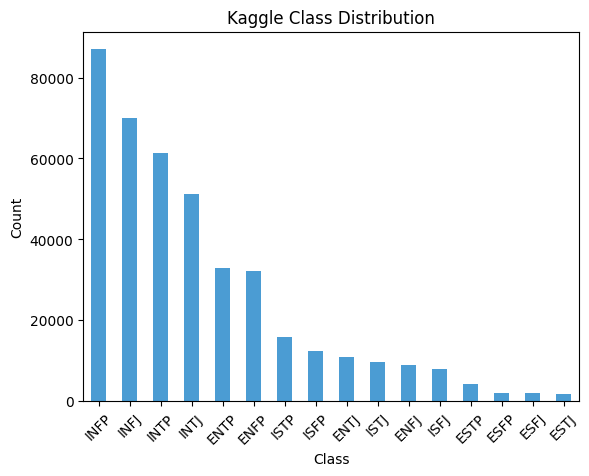 Kaggle Class Distribution
Count
80000
60000
40000
20000
0
INFP
INFJ
INTP
INTJ
ENTP
ENFP
ISTP
ISFP
ENTJ
ISTJ
ENFJ
ISFJ
ESTP
ESFP
ESFJ
ESTJ
Class